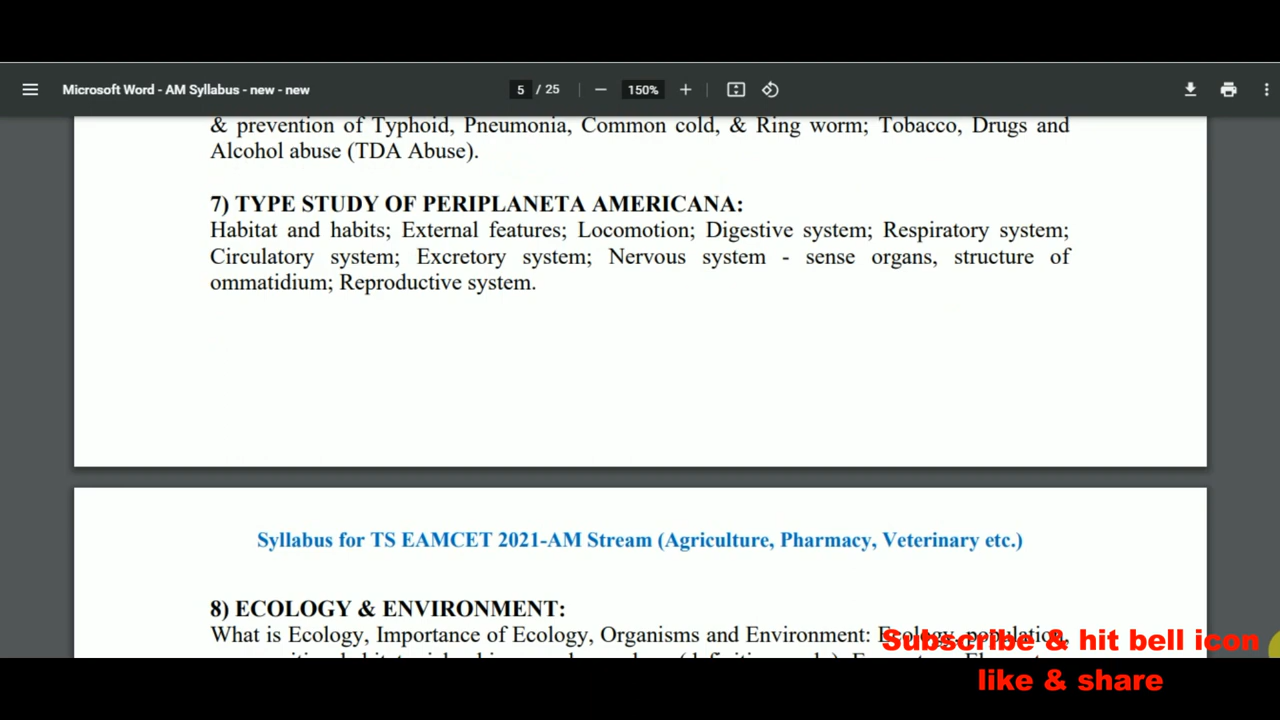 Microsoft Word - AM Syllabus - new - new
5 / 25
150%
& prevention of Typhoid, Pneumonia, Common cold, & Ring worm; Tobacco, Drugs and
Alcohol abuse (TDA Abuse).
7) TYPE STUDY OF PERIPLANETA AMERICANA:
Habitat and habits; External features; Locomotion; Digestive system; Respiratory system;
Circulatory system; Excretory system; Nervous system - sense organs, structure of
ommatidium; Reproductive system.
Syllabus for TS EAMCET 2021-AM Stream (Agriculture, Pharmacy, Veterinary etc.)
8) ECOLOGY & ENVIRONMENT:
What is Ecology, Importance of Ecology, Organisms and Environment: Ecology, population,
Subscribe & hit bell icon
like & share